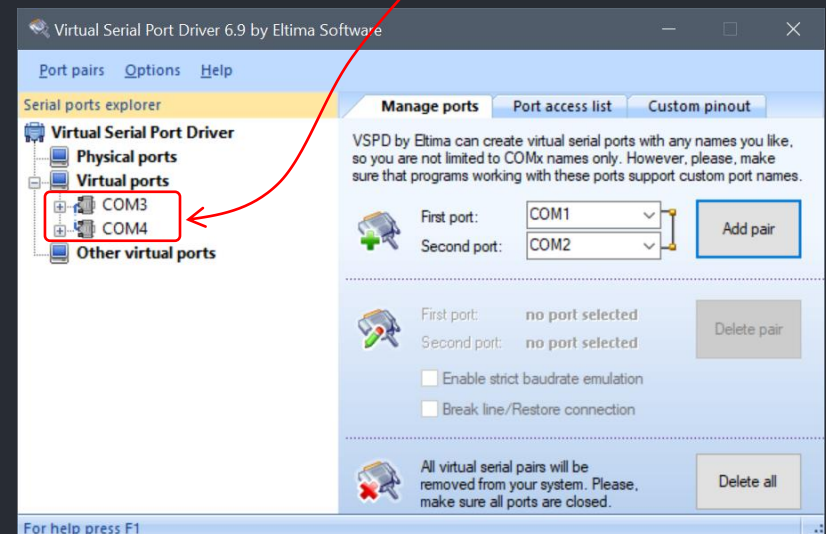 Virtual Serial Port Driver 6.9 by Eltima Software
Port pairs Options Help
Serial ports explorer
Virtual Serial Port Driver
Physical ports
Virtual ports
COM3
COM4
Other virtual ports
Manage ports Port access list Custom pinout
VSPD by Eltima can create virtual serial ports with any names you like,
so you are not limited to COMx names only. However, please, make
sure that programs working with these ports support custom port names.
First port: COM1
Second port: COM2
Add pair
First port: no port selected
Second port: no port selected
Delete pair
Enable strict baudrate emulation
Break line/Restore connection
All virtual serial pairs will be
removed from your system. Please,
make sure all ports are closed.
Delete all
For help press F1